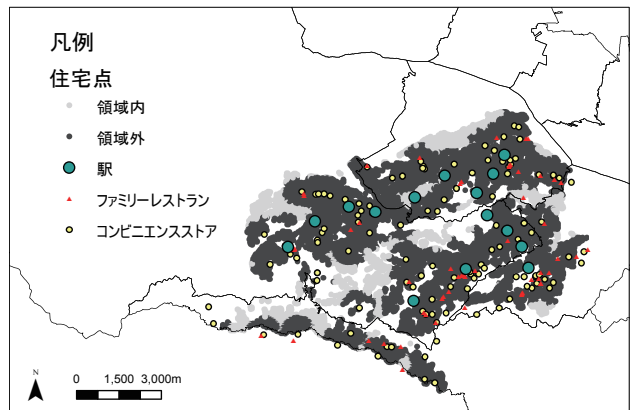 凡例
住宅点
領域内
領域外
駅
ファミリーレストラン
コンビニエンスストア
N
0 1,500 3,000m